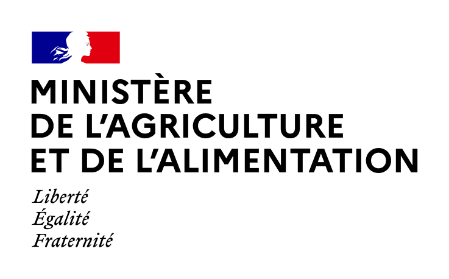 MINISTÈRE
DE L'AGRICULTURE
ET DE L'ALIMENTATION
Liberté
Égalité
Fraternité